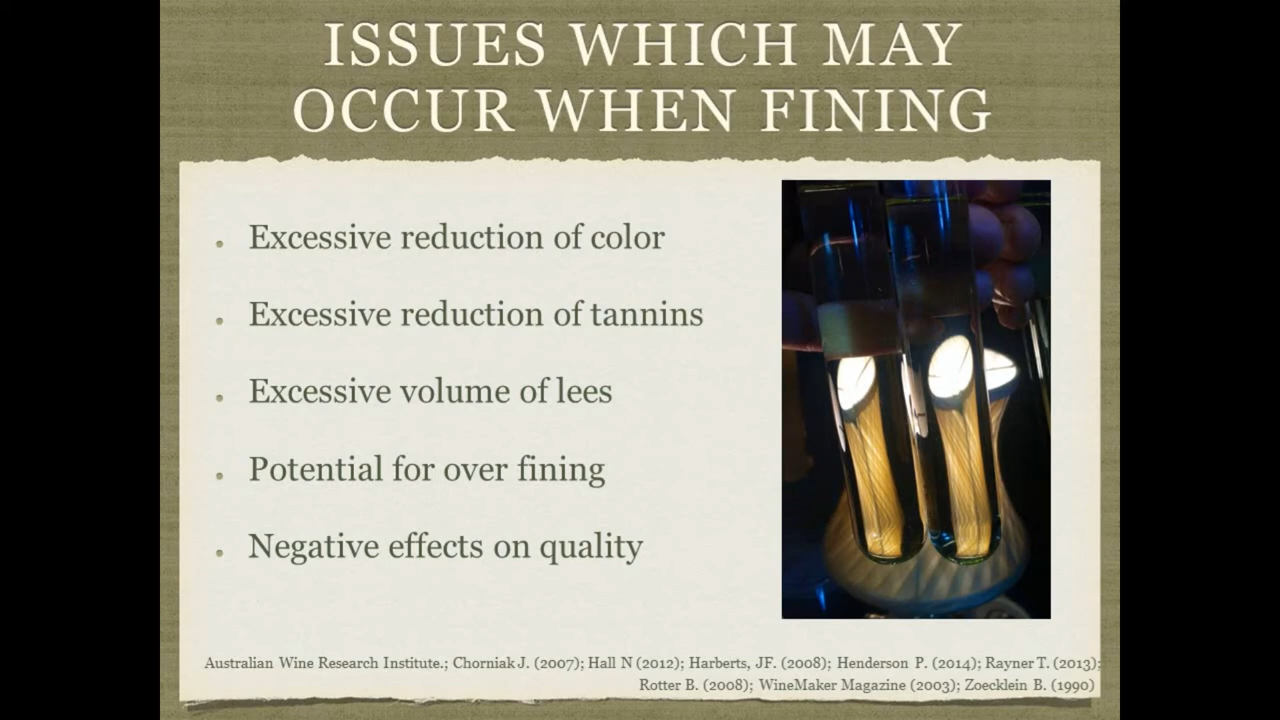 ISSUES WHICH MAY
OCCUR WHEN FINING
Excessive reduction of color
Excessive reduction of tannins
Excessive volume of lees
Potential for over fining
Negative effects on quality
Australian Wine Research Institute.; Chorniak J. (2007); Hall N (2012); Harberts, JF. (2008); Henderson P. (2014); Rayner T. (2013);
Rotter B. (2008); WineMaker Magazine (2003); Zoecklein B. (1990)